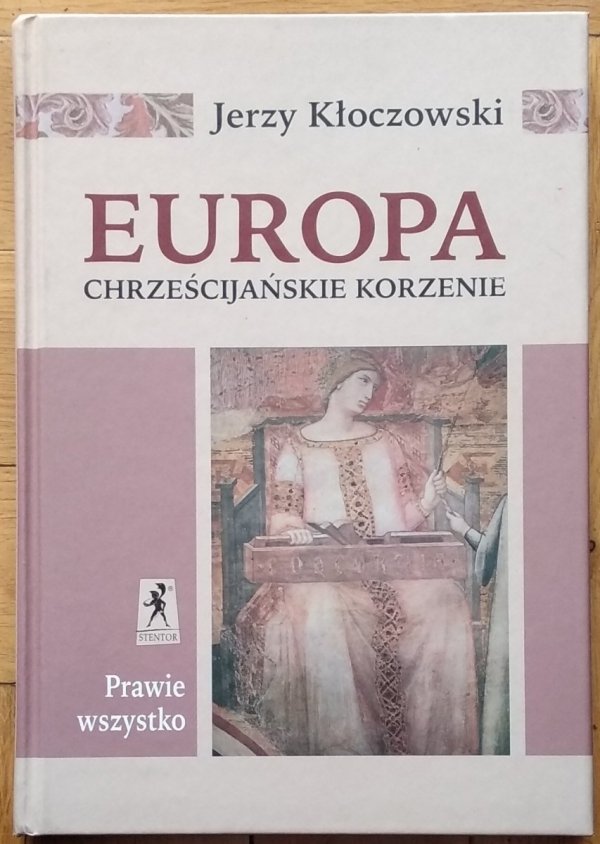 Jerzy Kłoczowski
EUROPA
CHRZEŚCIJAŃSKIE KORZENIE
®
STENTOR
Prawie
wszystko